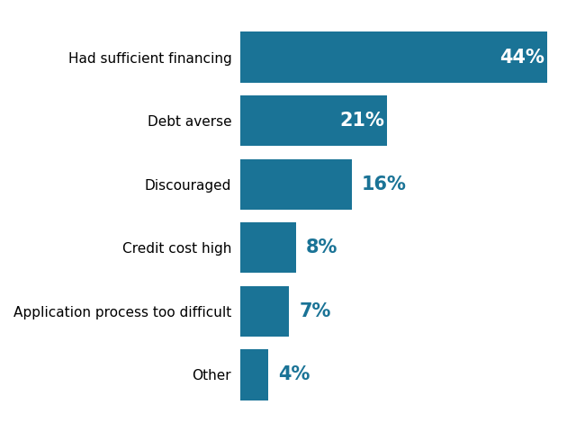 Had sufficient financing 44%
Debt averse 21%
Discouraged 16%
Credit cost high 8%
Application process too difficult 7%
Other 4%